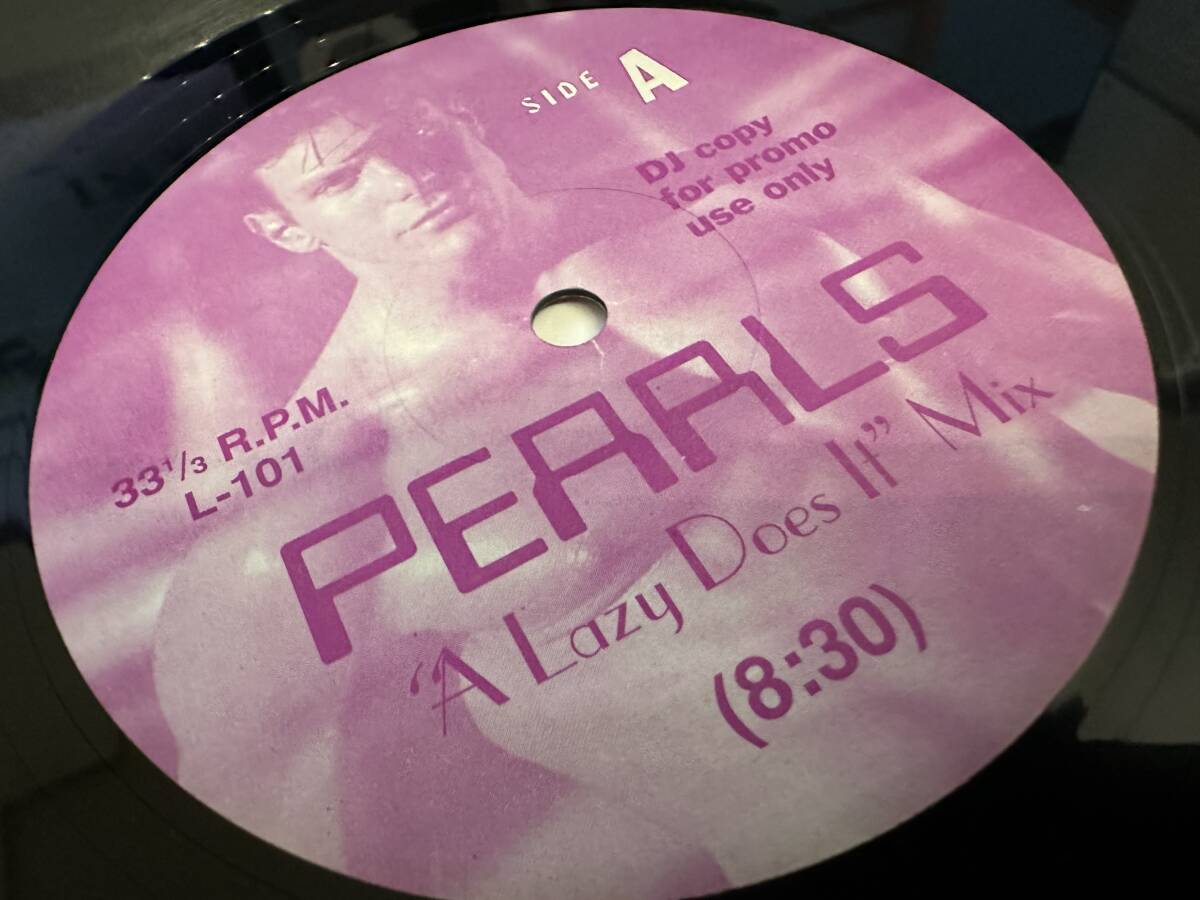 SIDE A
DJ copy
for promo
use only
33 1/3 R.P.M.
L-101
PEARLS
"A Lazy Does It" Mix
(8:30)